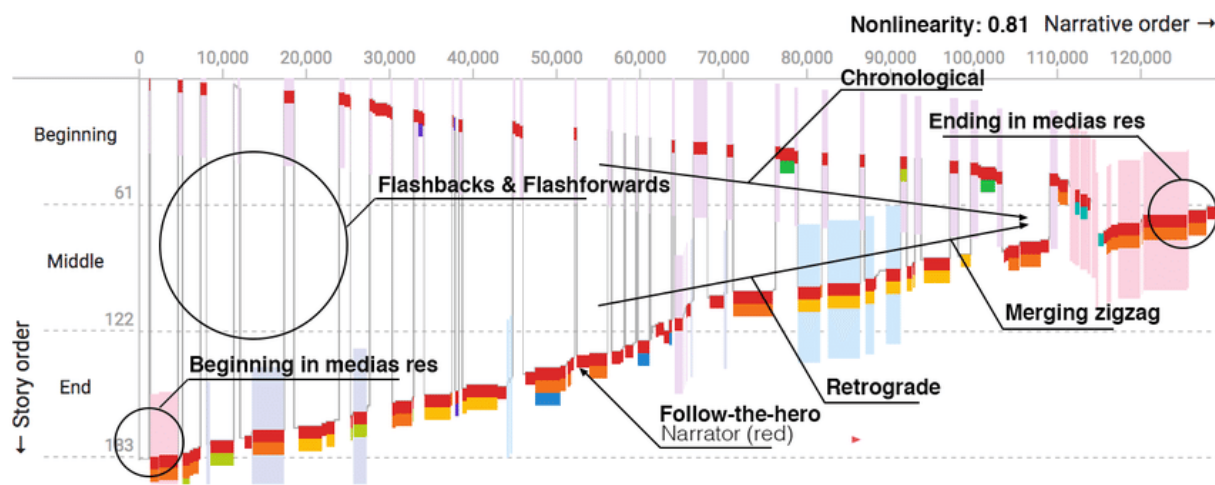 Nonlinearity: 0.81 Narrative order →
0 10,000 20,000 30,000 40,000 50,000 60,000 70,000 80,000 90,000 100,000 110,000 120,000
Chronological
Beginning
Ending in medias res
Flashbacks & Flashforwards
61
Middle
Merging zigzag
122
Beginning in medias res
End
Retrograde
Follow-the-hero
Narrator (red)
183
← Story order